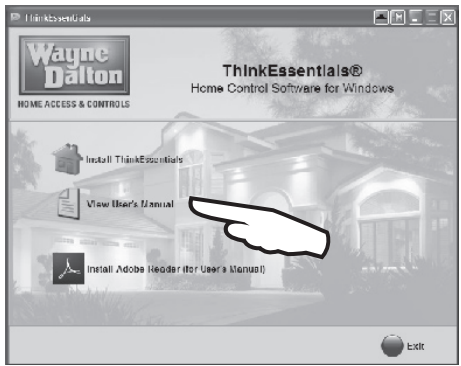 ThinkEssentials
Wayne
Dalton
HOME ACCESS & CONTROLS
ThinkEssentials®
Home Control Software for Windows
Install ThinkEssentials
View User's Manual
Install Adobe Reader (for User's Manual)
Exit